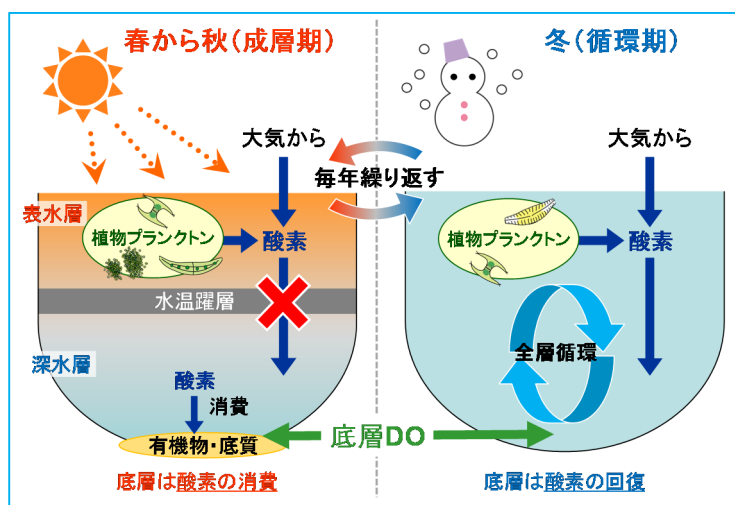 春から秋（成層期）
大気から
表水層
植物プランクトン
酸素
水温躍層
深水層
酸素
消費
有機物・底質
底層は酸素の消費
毎年繰り返す
底層DO
冬（循環期）
大気から
植物プランクトン
酸素
全層循環
底層は酸素の回復